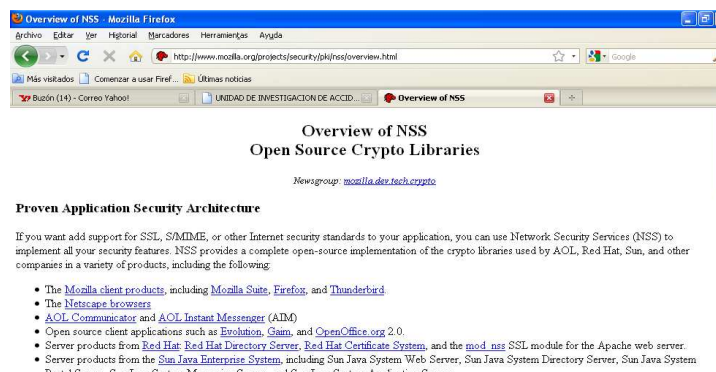 Overview of NSS - Mozilla Firefox
Archivo Editar Ver Historial Marcadores Herramientas Ayuda
http://www.mozilla.org/projects/security/pki/nss/overview.html Google
Más visitados Comenzar a usar Firef... Últimas noticias
Buzón (14) - Correo Yahoo! UNIDAD DE INVESTIGACION DE ACCID... Overview of NSS
Overview of NSS
Open Source Crypto Libraries
Newsgroup: mozilla.dev.tech.crypto
Proven Application Security Architecture
If you want add support for SSL, S/MIME, or other Internet security standards to your application, you can use Network Security Services (NSS) to
implement all your security features. NSS provides a complete open-source implementation of the crypto libraries used by AOL, Red Hat, Sun, and other
companies in a variety of products, including the following:
• The Mozilla client products, including Mozilla Suite, Firefox, and Thunderbird.
• The Netscape browsers
• AOL Communicator and AOL Instant Messenger (AIM)
• Open source client applications such as Evolution, Gaim, and OpenOffice.org 2.0.
• Server products from Red Hat: Red Hat Directory Server, Red Hat Certificate System, and the mod_nss SSL module for the Apache web server.
• Server products from the Sun Java Enterprise System, including Sun Java System Web Server, Sun Java System Directory Server, Sun Java System